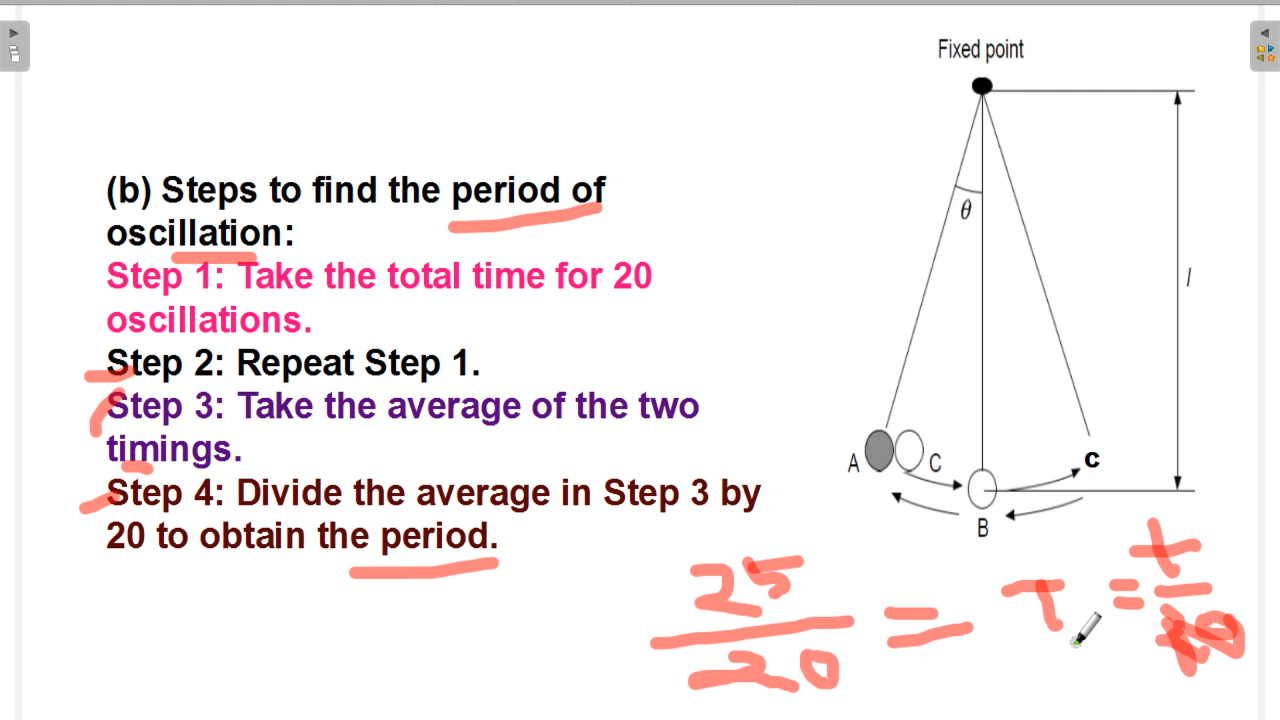 (b) Steps to find the period of
oscillation:
Step 1: Take the total time for 20
oscillations.
Step 2: Repeat Step 1.
Step 3: Take the average of the two
timings.
Step 4: Divide the average in Step 3 by
20 to obtain the period.
Fixed point
θ
l
A
C
c
B
25
20
=
T
=
t